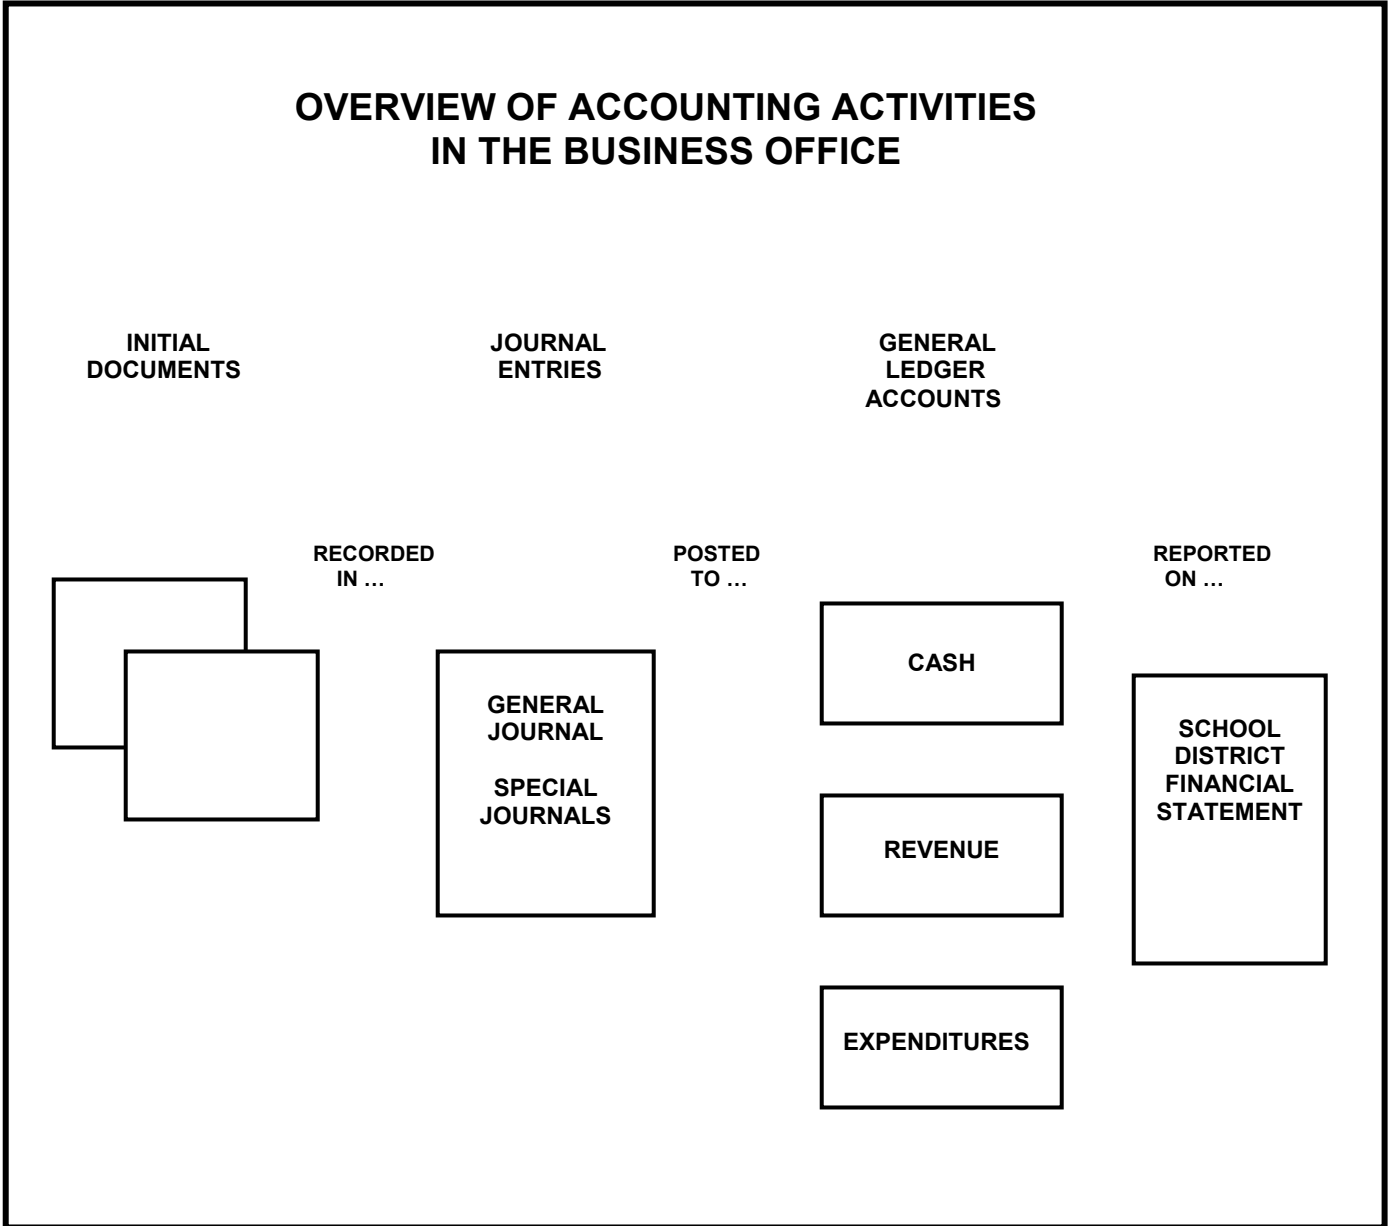 OVERVIEW OF ACCOUNTING ACTIVITIES
IN THE BUSINESS OFFICE
INITIAL
DOCUMENTS
JOURNAL
ENTRIES
GENERAL
LEDGER
ACCOUNTS
RECORDED
IN …
POSTED
TO …
REPORTED
ON …
GENERAL
JOURNAL
SPECIAL
JOURNALS
CASH
REVENUE
EXPENDITURES
SCHOOL
DISTRICT
FINANCIAL
STATEMENT